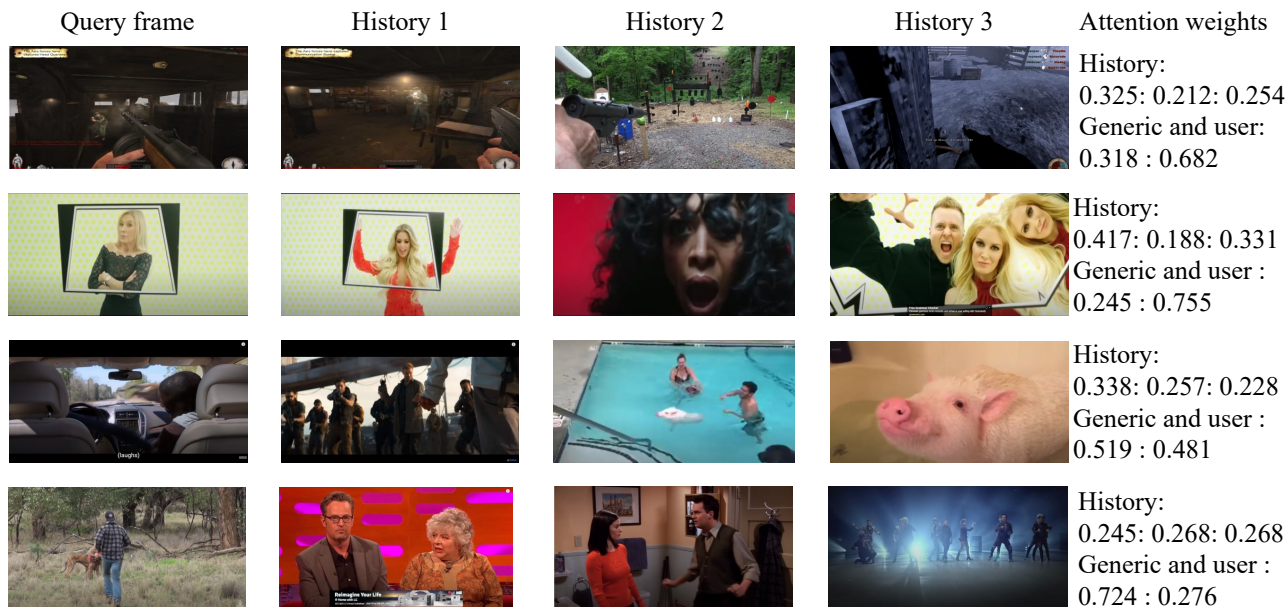 Query frame
History 1
History 2
History 3
Attention weights
History:
0.325: 0.212: 0.254
Generic and user:
0.318 : 0.682
History:
0.417: 0.188: 0.331
Generic and user :
0.245 : 0.755
(laughs)
History:
0.338: 0.257: 0.228
Generic and user :
0.519 : 0.481
REIMAGINE YOUR LIFE
History:
0.245: 0.268: 0.268
Generic and user :
0.724 : 0.276